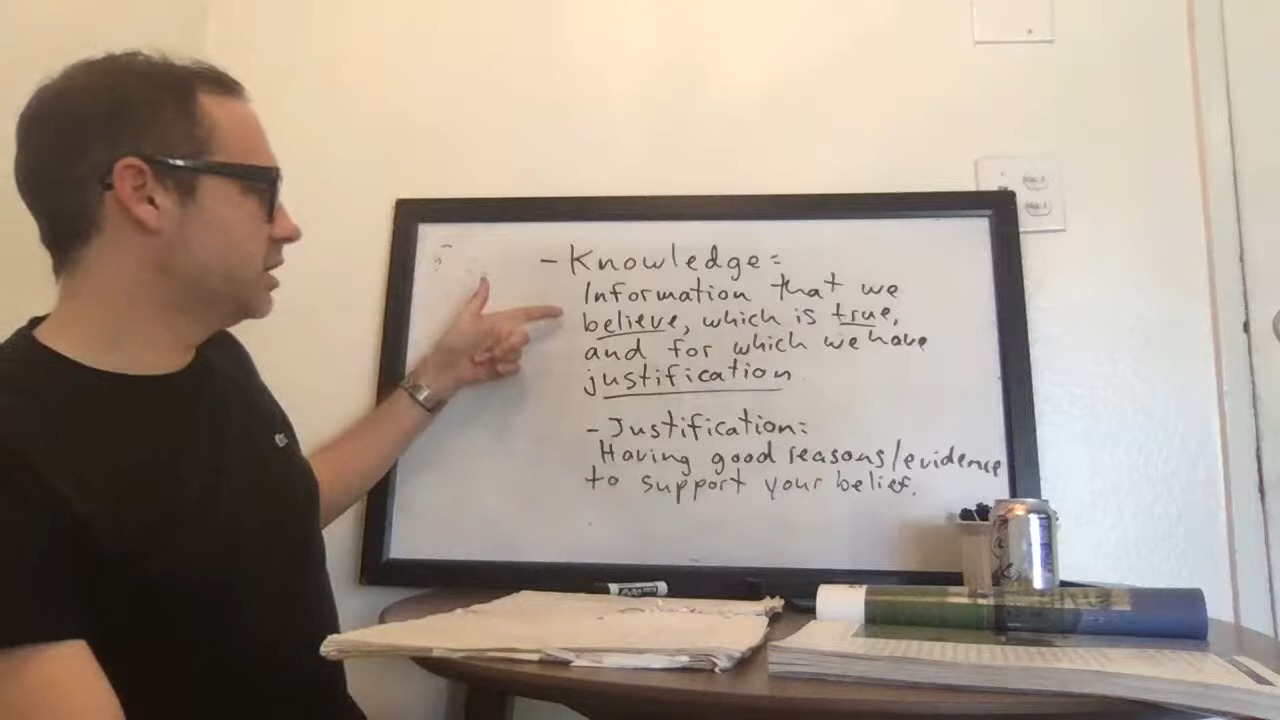 - Knowledge:
Information that we
believe, which is true,
and for which we have
justification
- Justification:
Having good reasons/evidence
to support your belief.